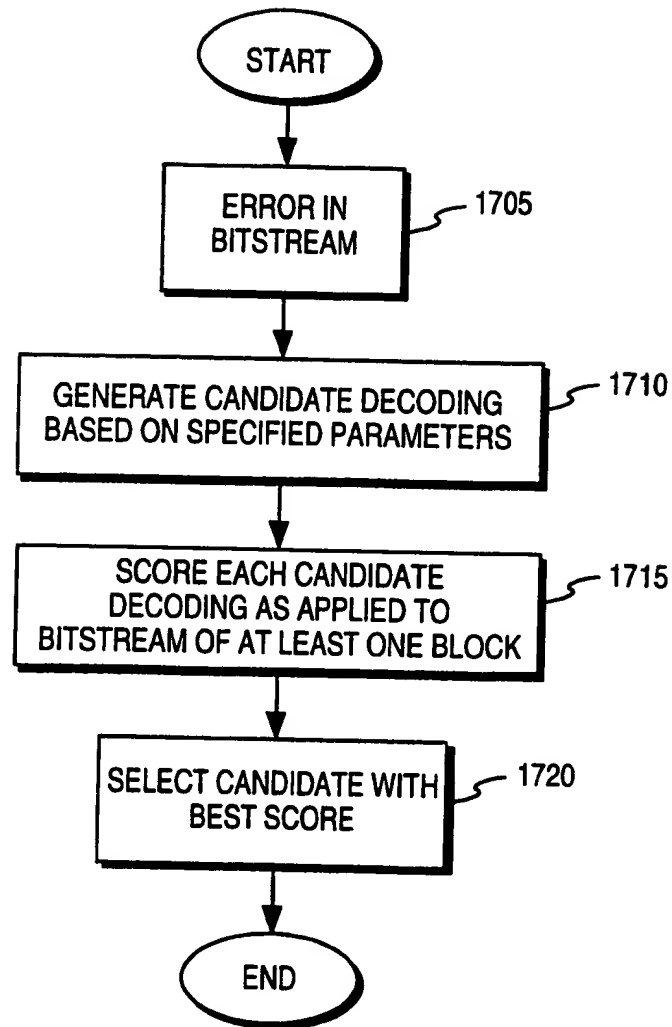 START
ERROR IN
BITSTREAM
1705
GENERATE CANDIDATE DECODING
BASED ON SPECIFIED PARAMETERS
1710
SCORE EACH CANDIDATE
DECODING AS APPLIED TO
BITSTREAM OF AT LEAST ONE BLOCK
1715
SELECT CANDIDATE WITH
BEST SCORE
1720
END